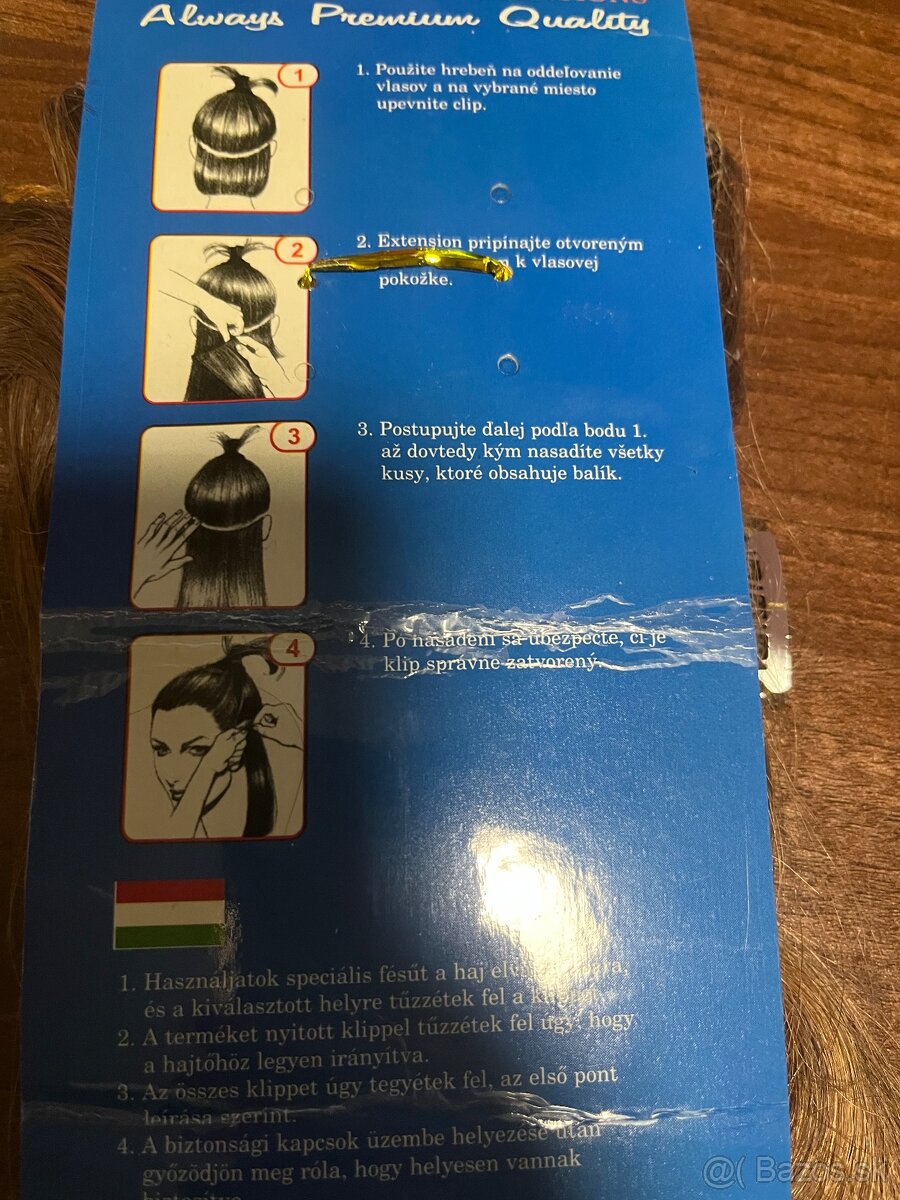 Always Premium Quality
1
1. Použite hrebeň na oddeľovanie
vlasov a na vybrané miesto
upevnite clip.
2
2. Extension pripínajte otvoreným
k vlasovej
pokožke.
3
3. Postupujte ďalej podľa bodu 1.
až dovtedy kým nasadíte všetky
kusy, ktoré obsahuje balík.
4
4. Po nasadení sa ubezpečte, či je
klip správne zatvorený.
1. Használjátok speciális fésűt a haj
és a kiválasztott helyre tűzzétek fel a
2. A terméket nyitott klippel tűzzétek fel úgy, hogy
a hajtőhöz legyen irányítva.
3. Az összes klippet úgy tegyétek fel, az első pont
leírása szerint.
4. A biztonsági kapcsok üzembe helyezése után
győződjön meg róla, hogy helyesen vannak
@( Bazos.sk